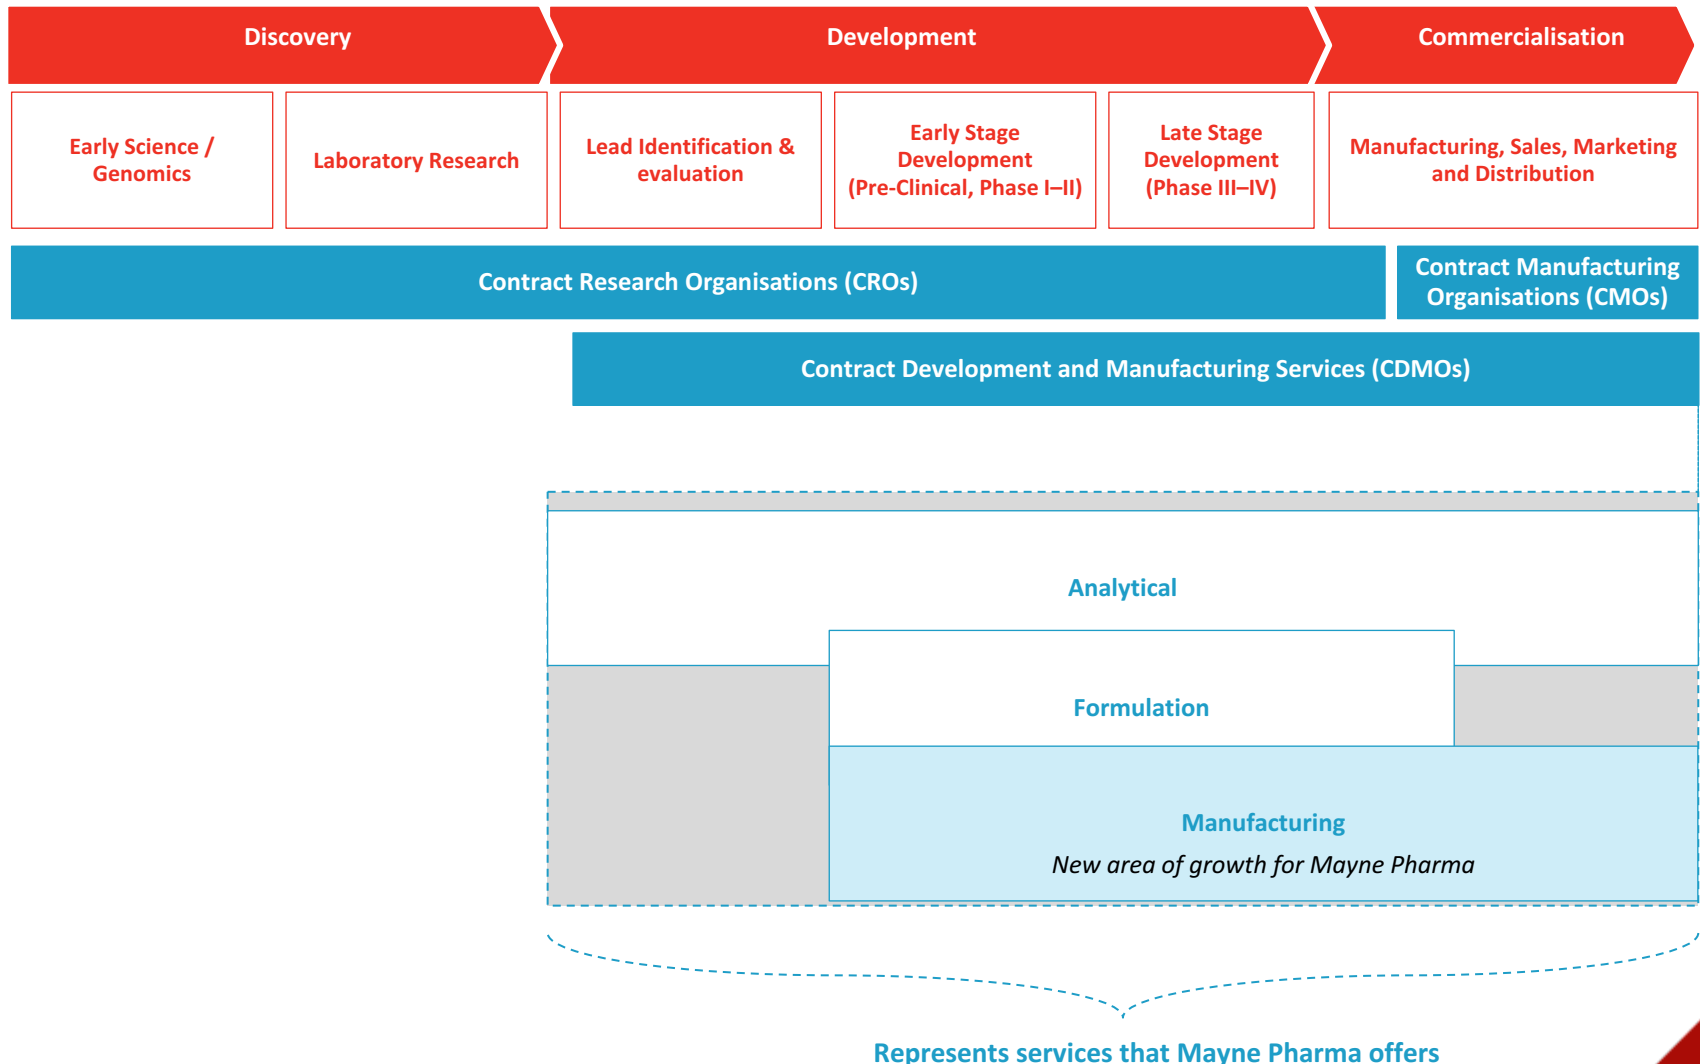 Discovery
Development
Commercialisation
Early Science /
Genomics
Laboratory Research
Lead Identification &
evaluation
Early Stage
Development
(Pre-Clinical, Phase I–II)
Late Stage
Development
(Phase III–IV)
Manufacturing, Sales, Marketing
and Distribution
Contract Research Organisations (CROs)
Contract Manufacturing
Organisations (CMOs)
Contract Development and Manufacturing Services (CDMOs)
Analytical
Formulation
Manufacturing
New area of growth for Mayne Pharma
Represents services that Mayne Pharma offers